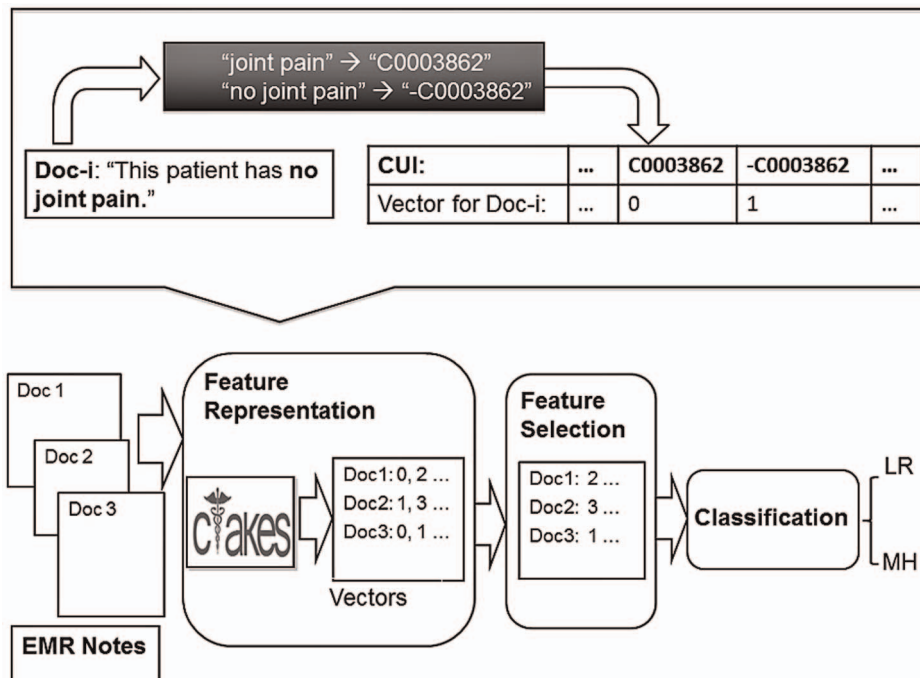 “joint pain” → “C0003862”
“no joint pain” → “-C0003862”
Doc-i: “This patient has no
joint pain.”
CUI: ... C0003862 -C0003862 ...
Vector for Doc-i: ... 0 1 ...
Doc 1
Doc 2
Doc 3
EMR Notes
Feature
Representation
cTakes
Doc1: 0, 2 ...
Doc2: 1, 3 ...
Doc3: 0, 1 ...
Vectors
Feature
Selection
Doc1: 2 ...
Doc2: 3 ...
Doc3: 1 ...
Classification
LR
MH